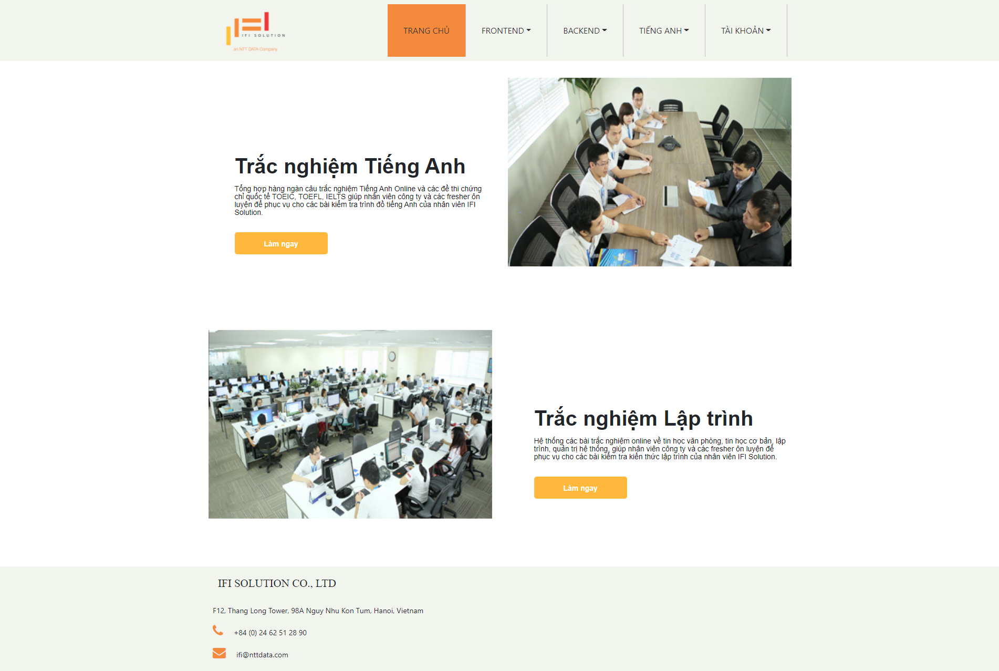 IFI SOLUTION
an NTT DATA Company
TRANG CHỦ
FRONTEND
BACKEND
TIẾNG ANH
TÀI KHOẢN
Trắc nghiệm Tiếng Anh
Tổng hợp hàng ngàn câu trắc nghiệm Tiếng Anh Online và các đề thi chứng
chỉ quốc tế TOEIC, TOEFL, IELTS giúp nhân viên công ty và các fresher ôn
luyện để phục vụ cho các bài kiểm tra trình đồ tiếng Anh của nhân viên IFI
Solution.
Làm ngay
Trắc nghiệm Lập trình
Hệ thống các bài trắc nghiệm online về tin học văn phòng, tin học cơ bản, lập
trình, quản trị hệ thống, giúp nhân viên công ty và các fresher ôn luyện để
phục vụ cho các bài kiểm tra kiến thức lập trình của nhân viên IFI Solution.
Làm ngay
IFI SOLUTION CO., LTD
F12, Thang Long Tower, 98A Nguy Nhu Kon Tum, Hanoi, Vietnam
+84 (0) 24 62 51 28 90
ifi@nttdata.com